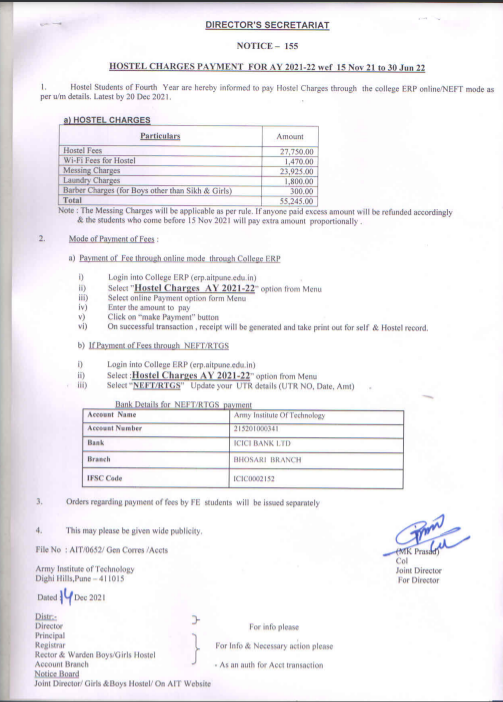 DIRECTOR'S SECRETARIAT
NOTICE – 155
HOSTEL CHARGES PAYMENT FOR AY 2021-22 wef 15 Nov 21 to 30 Jun 22
1. Hostel Students of Fourth Year are hereby informed to pay Hostel Charges through the college ERP online/NEFT mode as
per u/m details. Latest by 20 Dec 2021.
a) HOSTEL CHARGES
Particulars Amount
Hostel Fees 27,750.00
Wi-Fi Fees for Hostel 1,470.00
Messing Charges 23,925.00
Laundry Charges 1,800.00
Barber Charges (for Boys other than Sikh & Girls) 300.00
Total 55,245.00
Note : The Messing Charges will be applicable as per rule. If anyone paid excess amount will be refunded accordingly
& the students who come before 15 Nov 2021 will pay extra amount proportionally .
2. Mode of Payment of Fees :
a) Payment of Fee through online mode through College ERP
i) Login into College ERP (erp.aitpune.edu.in)
ii) Select "Hostel Charges AY 2021-22" option from Menu
iii) Select online Payment option form Menu
iv) Enter the amount to pay
v) Click on "make Payment" button
vi) On successful transaction , receipt will be generated and take print out for self & Hostel record.
b) If Payment of Fees through NEFT/RTGS
i) Login into College ERP (erp.aitpune.edu.in)
ii) Select :Hostel Charges AY 2021-22" option from Menu
iii) Select "NEFT/RTGS" Update your UTR details (UTR NO, Date, Amt)
Bank Details for NEFT/RTGS payment
Account Name Army Institute Of Technology
Account Number 215201000341
Bank ICICI BANK LTD
Branch BHOSARI BRANCH
IFSC Code ICIC0002152
3. Orders regarding payment of fees by FE students will be issued separately
4. This may please be given wide publicity.
File No : AIT/0652/ Gen Corres /Accts
(MK Prasad)
Col
Army Institute of Technology
Joint Director
Dighi Hills,Pune – 411015
For Director
Dated 14 Dec 2021
Distr:-
Director For info please
Principal
Registrar For Info & Necessary action please
Rector & Warden Boys/Girls Hostel
Account Branch - As an auth for Acct transaction
Notice Board
Joint Director/ Girls &Boys Hostel/ On AIT Website